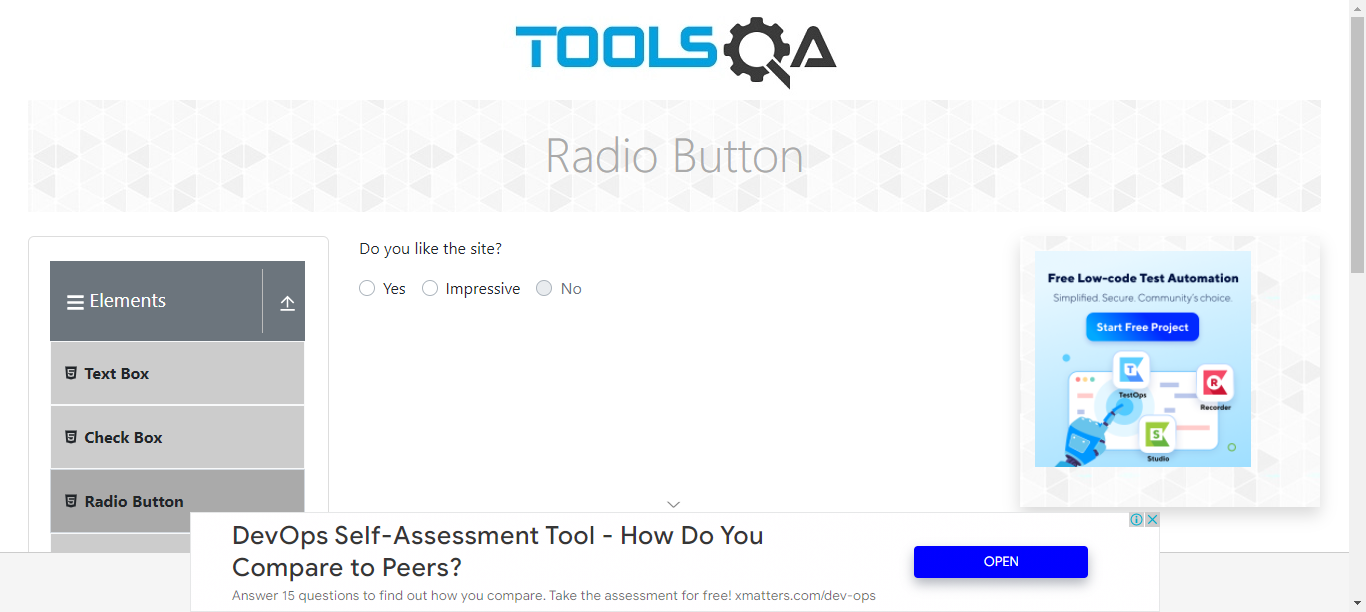 TOOLSQA
Radio Button
Elements
Text Box
Check Box
Radio Button
Do you like the site?
Yes Impressive No
Free Low-code Test Automation
Simplified. Secure. Community's choice.
Start Free Project
TestOps
Recorder
Studio
DevOps Self-Assessment Tool - How Do You
Compare to Peers?
Answer 15 questions to find out how you compare. Take the assessment for free! xmatters.com/dev-ops
OPEN